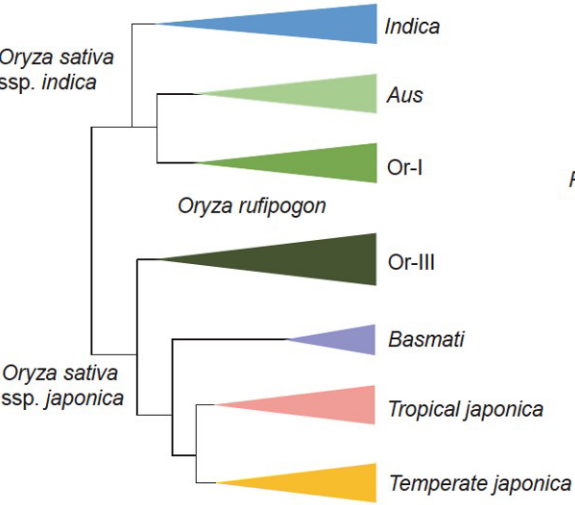 Indica
Oryza sativa
ssp. indica
Aus
Or-I
Oryza rufipogon
Or-III
Basmati
Oryza sativa
ssp. japonica
Tropical japonica
Temperate japonica